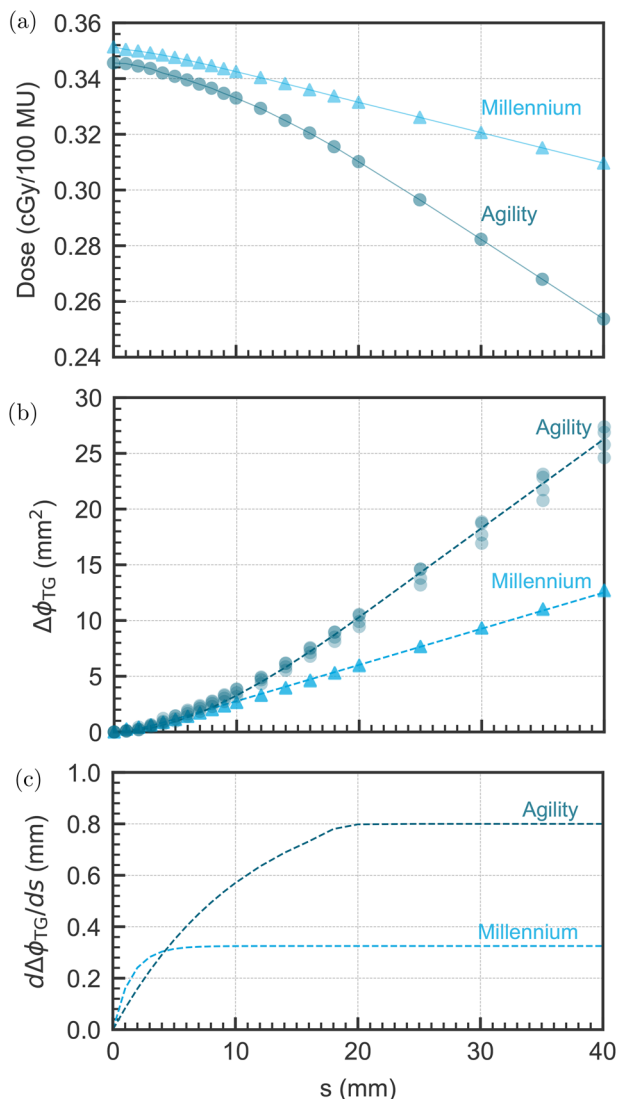 (a)
0.36
0.34
0.32
0.30
0.28
0.26
0.24
Dose (cGy/100 MU)
Millennium
Agility
(b)
30
25
20
15
10
5
0
Δϕ_TG (mm²)
Agility
Millennium
(c)
1.0
0.8
0.6
0.4
0.2
0.0
dΔϕ_TG/ds (mm)
Agility
Millennium
0 10 20 30 40
s (mm)